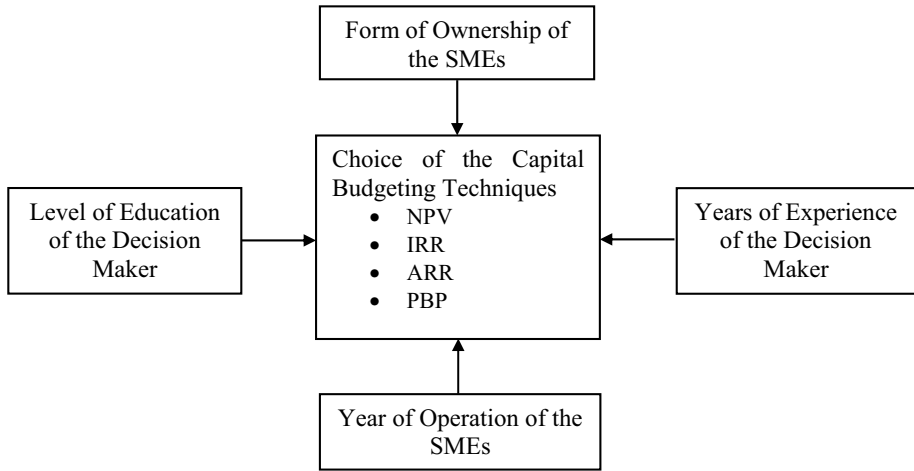 Form of Ownership of
the SMEs
Choice of the Capital
Budgeting Techniques
• NPV
• IRR
• ARR
• PBP
Level of Education
of the Decision
Maker
Years of Experience
of the Decision
Maker
Year of Operation of the
SMEs